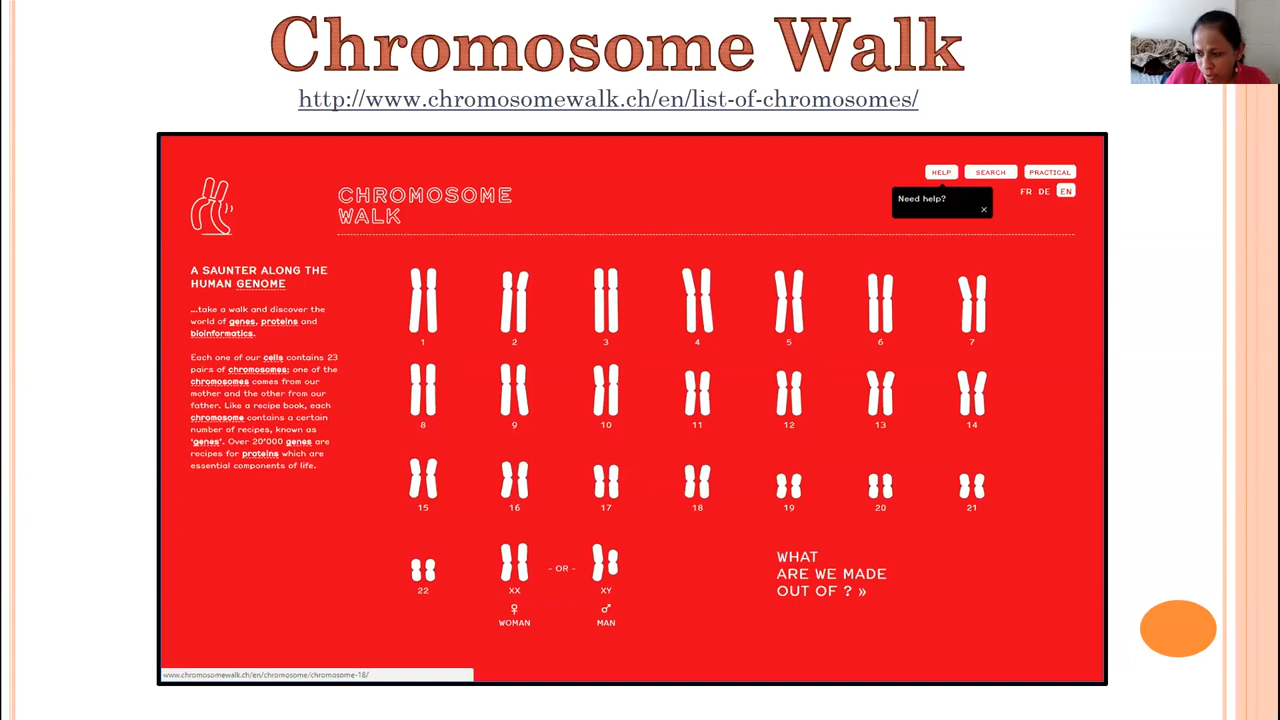 Chromosome Walk
http://www.chromosomewalk.ch/en/list-of-chromosomes/
HELP SEARCH PRACTICAL
CHROMOSOME
WALK
Need help?
×
FR DE EN
A SAUNTER ALONG THE
HUMAN GENOME
...take a walk and discover the
world of genes, proteins and
bioinformatics.
Each one of our cells contains 23
pairs of chromosomes; one of the
chromosomes comes from our
mother and the other from our
father. Like a recipe book, each
chromosome contains a certain
number of recipes, known as
'genes'. Over 20'000 genes are
recipes for proteins which are
essential components of life.
1 2 3 4 5 6 7
8 9 10 11 12 13 14
15 16 17 18 19 20 21
- OR -
22 XX XY
♀ ♂
WOMAN MAN
WHAT
ARE WE MADE
OUT OF ? »
www.chromosomewalk.ch/en/chromosome/chromosome-18/